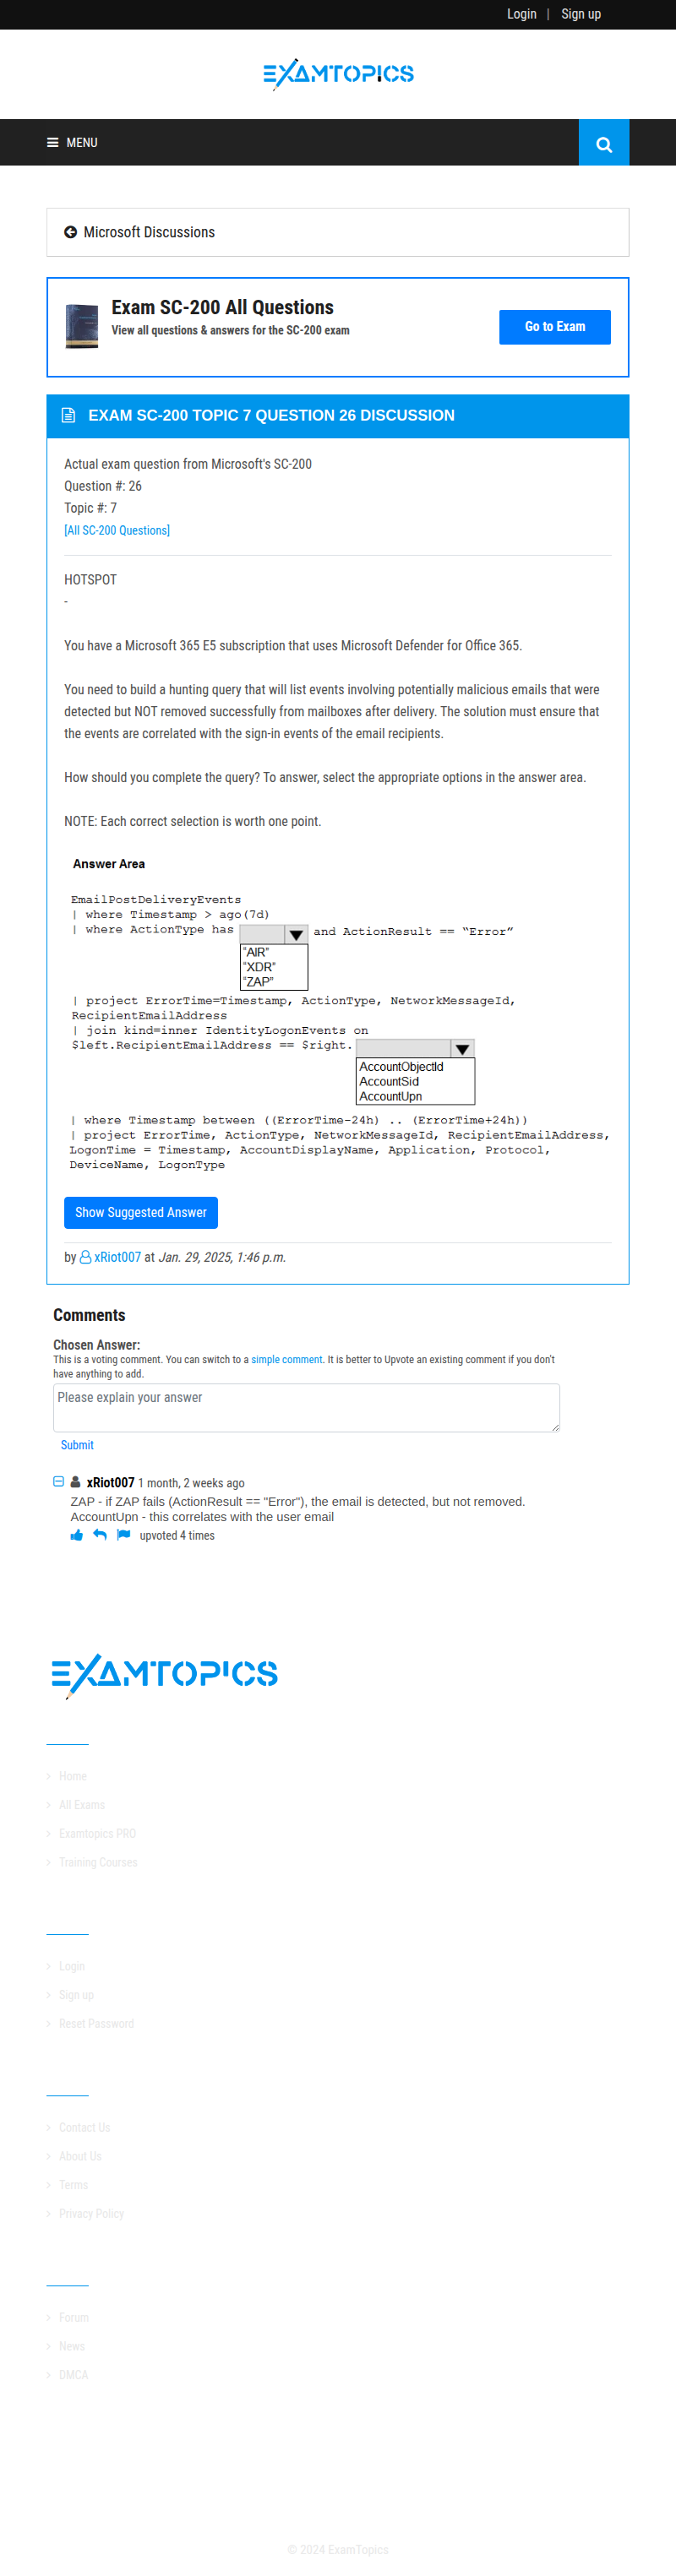 Login | Sign up
EXAMTOPICS
MENU
Microsoft Discussions
Exam SC-200 All Questions
View all questions & answers for the SC-200 exam
Go to Exam
EXAM SC-200 TOPIC 7 QUESTION 26 DISCUSSION
Actual exam question from Microsoft's SC-200
Question #: 26
Topic #: 7
[All SC-200 Questions]
HOTSPOT
-
You have a Microsoft 365 E5 subscription that uses Microsoft Defender for Office 365.
You need to build a hunting query that will list events involving potentially malicious emails that were
detected but NOT removed successfully from mailboxes after delivery. The solution must ensure that
the events are correlated with the sign-in events of the email recipients.
How should you complete the query? To answer, select the appropriate options in the answer area.
NOTE: Each correct selection is worth one point.
Answer Area
EmailPostDeliveryEvents
| where Timestamp > ago(7d)
| where ActionType has and ActionResult == “Error”
"AIR"
"XDR"
"ZAP"
| project ErrorTime=Timestamp, ActionType, NetworkMessageId,
RecipientEmailAddress
| join kind=inner IdentityLogonEvents on
$left.RecipientEmailAddress == $right.
AccountObjectId
AccountSid
AccountUpn
| where Timestamp between ((ErrorTime-24h) .. (ErrorTime+24h))
| project ErrorTime, ActionType, NetworkMessageId, RecipientEmailAddress,
LogonTime = Timestamp, AccountDisplayName, Application, Protocol,
DeviceName, LogonType
Show Suggested Answer
by xRiot007 at Jan. 29, 2025, 1:46 p.m.
Comments
Chosen Answer:
This is a voting comment. You can switch to a simple comment. It is better to Upvote an existing comment if you don't
have anything to add.
Please explain your answer
Submit
xRiot007 1 month, 2 weeks ago
ZAP - if ZAP fails (ActionResult == "Error"), the email is detected, but not removed.
AccountUpn - this correlates with the user email
upvoted 4 times
EXAMTOPICS
Home
All Exams
Examtopics PRO
Training Courses
Login
Sign up
Reset Password
Contact Us
About Us
Terms
Privacy Policy
Forum
News
DMCA
© 2024 ExamTopics